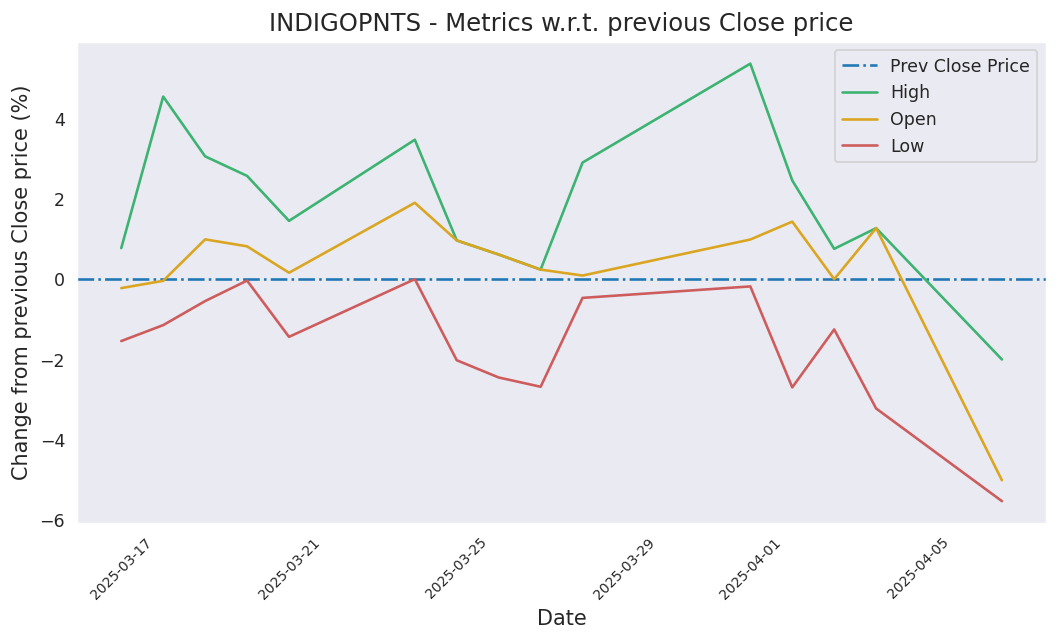 INDIGOPNTS - Metrics w.r.t. previous Close price
Change from previous Close price (%)
4
2
0
−2
−4
−6
Prev Close Price
High
Open
Low
2025-03-17
2025-03-21
2025-03-25
2025-03-29
2025-04-01
2025-04-05
Date